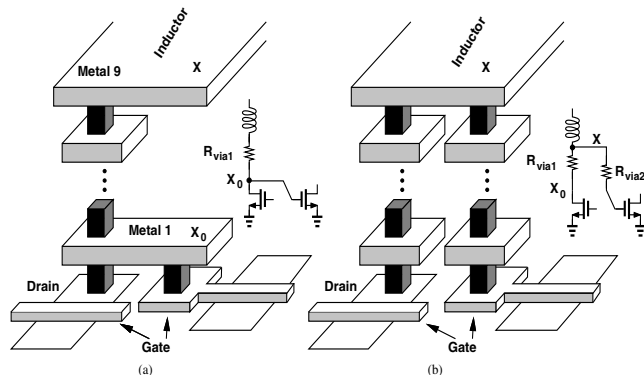 Inductor
Metal 9
X
R_via1
X_0
Metal 1
X_0
Drain
Gate
(a)
Inductor
X
X
R_via1
R_via2
X_0
Drain
Gate
(b)